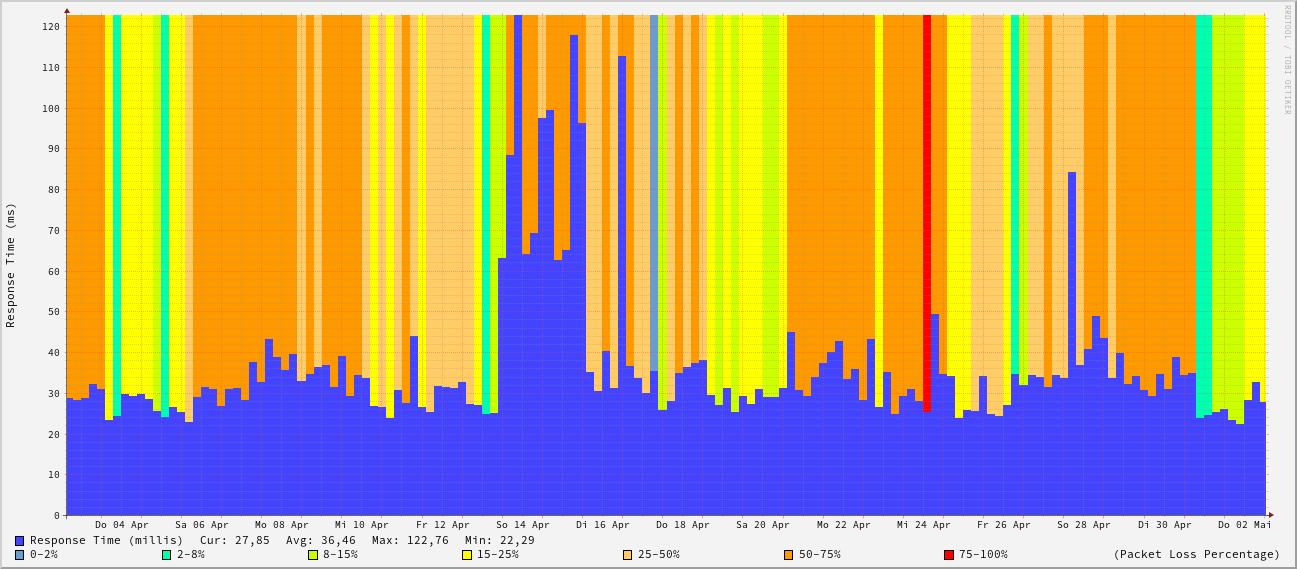 RRDTOOL / TOBI OETIKER
Response Time (ms)
120
110
100
90
80
70
60
50
40
30
20
10
0
Do 04 Apr Sa 06 Apr Mo 08 Apr Mi 10 Apr Fr 12 Apr So 14 Apr Di 16 Apr Do 18 Apr Sa 20 Apr Mo 22 Apr Mi 24 Apr Fr 26 Apr So 28 Apr Di 30 Apr Do 02 Mai
Response Time (millis) Cur: 27,85 Avg: 36,46 Max: 122,76 Min: 22,29
0-2% 2-8% 8-15% 15-25% 25-50% 50-75% 75-100% (Packet Loss Percentage)